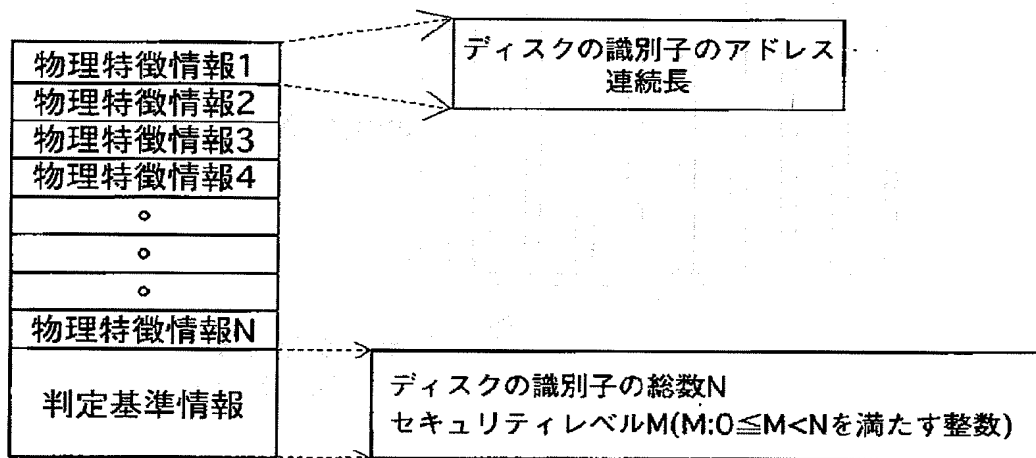 物理特徴情報1
物理特徴情報2
物理特徴情報3
物理特徴情報4
。
。
。
物理特徴情報N
判定基準情報
ディスクの識別子のアドレス
連続長
ディスクの識別子の総数N
セキュリティレベルM(M:0≦M<Nを満たす整数)